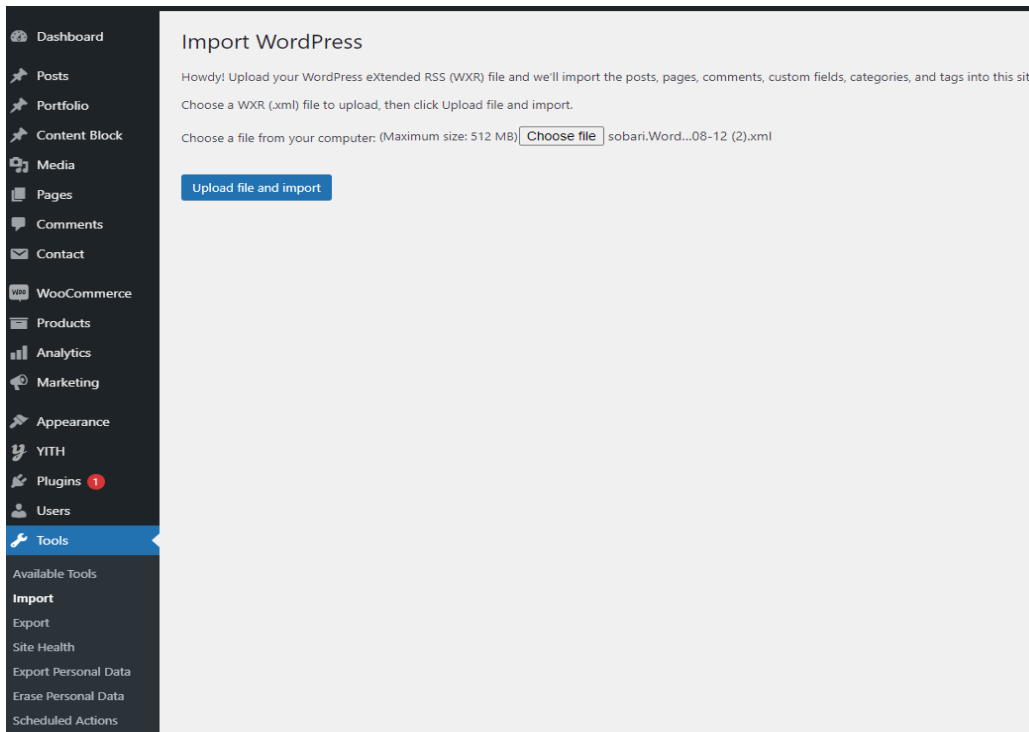 Dashboard
Posts
Portfolio
Content Block
Media
Pages
Comments
Contact
Woo WooCommerce
Products
Analytics
Marketing
Appearance
YITH
Plugins 1
Users
Tools
Available Tools
Import
Export
Site Health
Export Personal Data
Erase Personal Data
Scheduled Actions
Import WordPress
Howdy! Upload your WordPress eXtended RSS (WXR) file and we'll import the posts, pages, comments, custom fields, categories, and tags into this sit
Choose a WXR (.xml) file to upload, then click Upload file and import.
Choose a file from your computer: (Maximum size: 512 MB) Choose file sobari.Word...08-12 (2).xml
Upload file and import